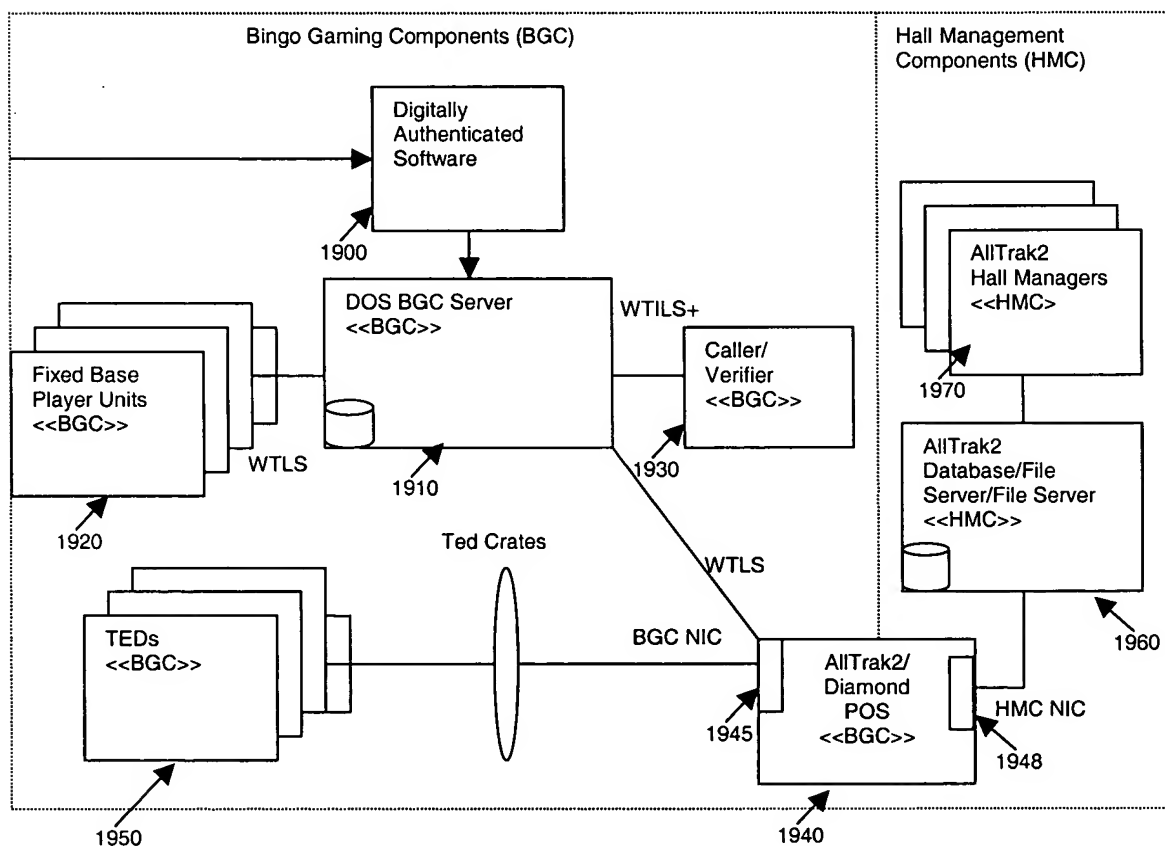 Bingo Gaming Components (BGC)
Hall Management
Components (HMC)
Digitally
Authenticated
Software
1900
DOS BGC Server
<<BGC>>
WTILS+
Caller/
Verifier
<<BGC>>
1930
Fixed Base
Player Units
<<BGC>>
WTLS
1910
1920
AllTrak2
Hall Managers
<<HMC>
1970
AllTrak2
Database/File
Server/File Server
<<HMC>>
1960
Ted Crates
WTLS
TEDs
<<BGC>>
1950
BGC NIC
1945
AllTrak2/
Diamond
POS
<<BGC>>
HMC NIC
1948
1940